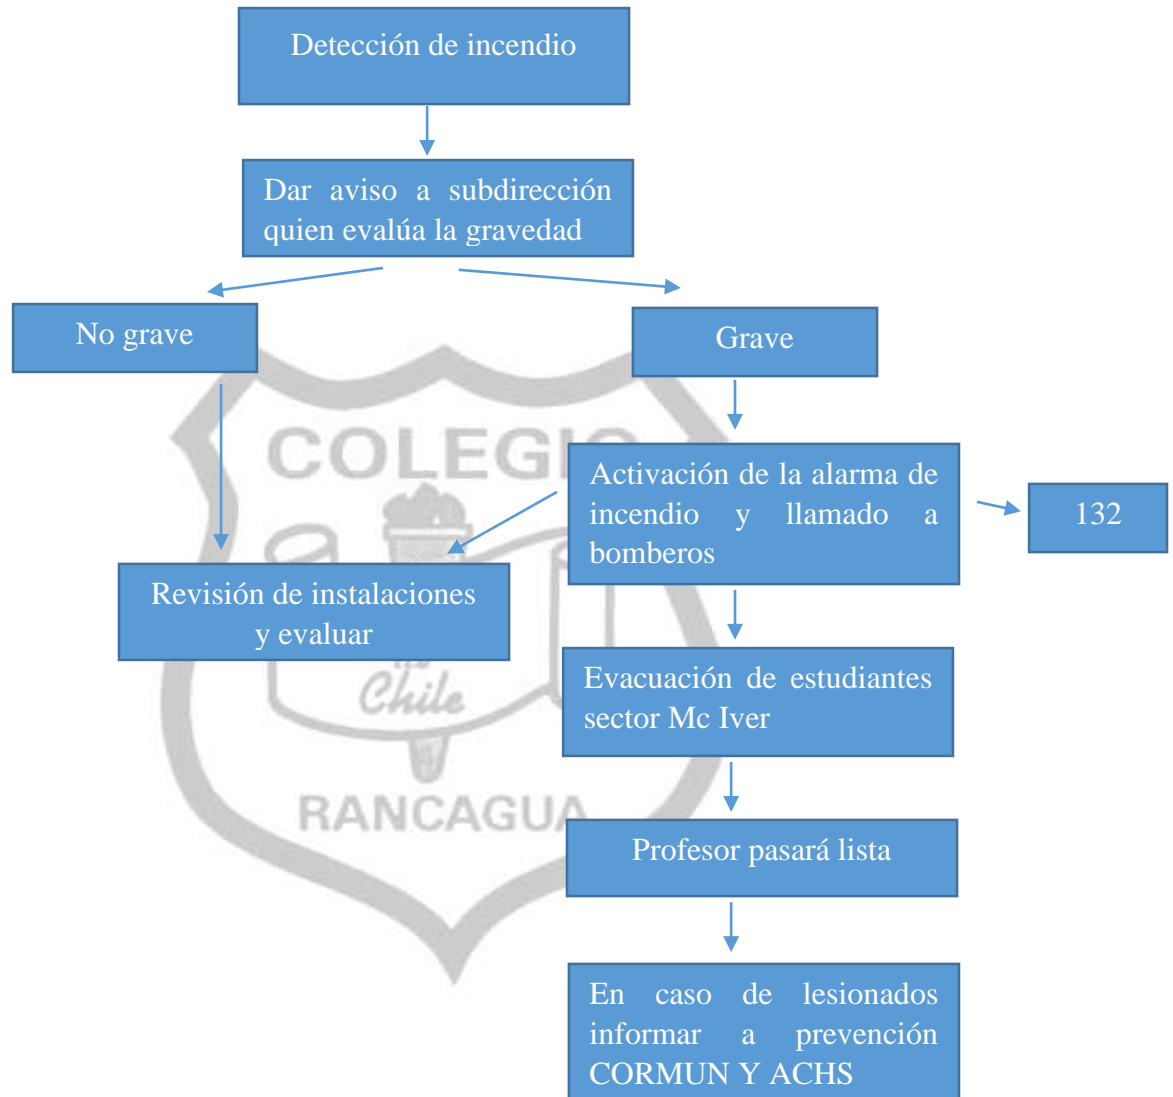 Detección de incendio
Dar aviso a subdirección
quien evalúa la gravedad
No grave
Grave
COLEGIO
Activación de la alarma de
incendio y llamado a
bomberos
132
Revisión de instalaciones
y evaluar
Chile
Evacuación de estudiantes
sector Mc Iver
RANCAGUA
Profesor pasará lista
En caso de lesionados
informar a prevención
CORMUN Y ACHS